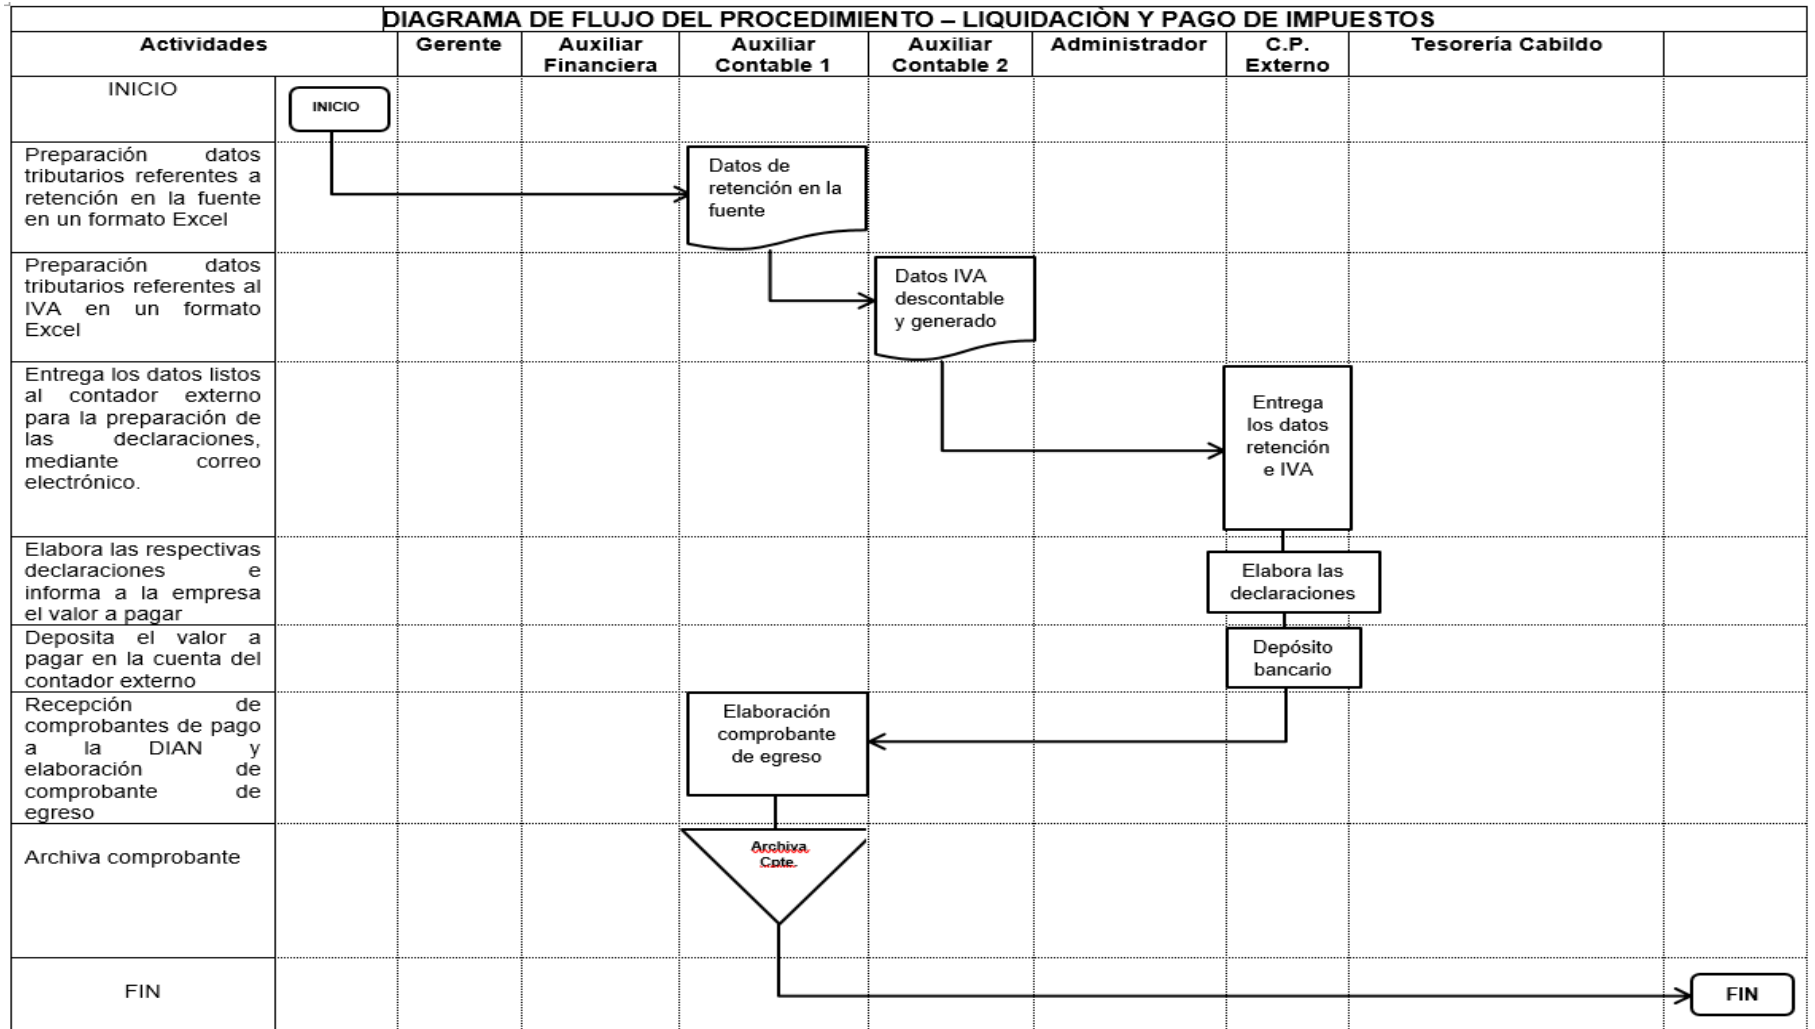 DIAGRAMA DE FLUJO DEL PROCEDIMIENTO – LIQUIDACIÒN Y PAGO DE IMPUESTOS
Actividades
Gerente
Auxiliar
Financiera
Auxiliar
Contable 1
Auxiliar
Contable 2
Administrador
C.P.
Externo
Tesorería Cabildo
INICIO
INICIO
Preparación datos
tributarios referentes a
retención en la fuente
en un formato Excel
Datos de
retención en la
fuente
Preparación datos
tributarios referentes al
IVA en un formato
Excel
Datos IVA
descontable
y generado
Entrega los datos listos
al contador externo
para la preparación de
las declaraciones,
mediante correo
electrónico.
Entrega
los datos
retención
e IVA
Elabora las respectivas
declaraciones e
informa a la empresa
el valor a pagar
Elabora las
declaraciones
Deposita el valor a
pagar en la cuenta del
contador externo
Depósito
bancario
Recepción de
comprobantes de pago
a la DIAN y
elaboración de
comprobante de
egreso
Elaboración
comprobante
de egreso
Archiva comprobante
Archiva
Cpte.
FIN
FIN